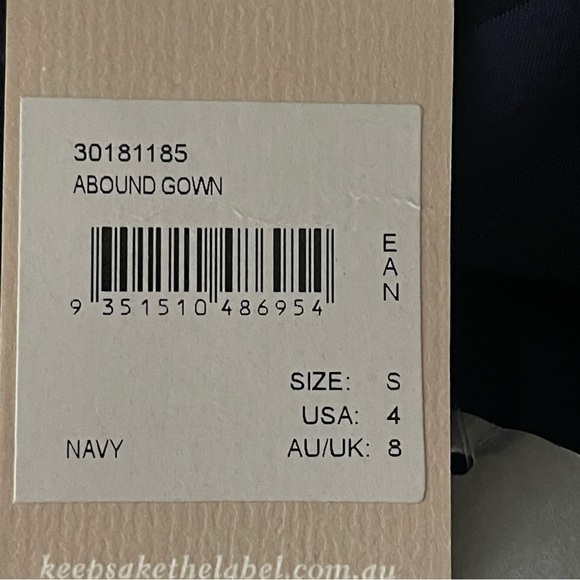 30181185
ABOUND GOWN
EAN
9 351510 486954
SIZE: S
USA: 4
NAVY
AU/UK: 8
keepsakethelabel.com.au